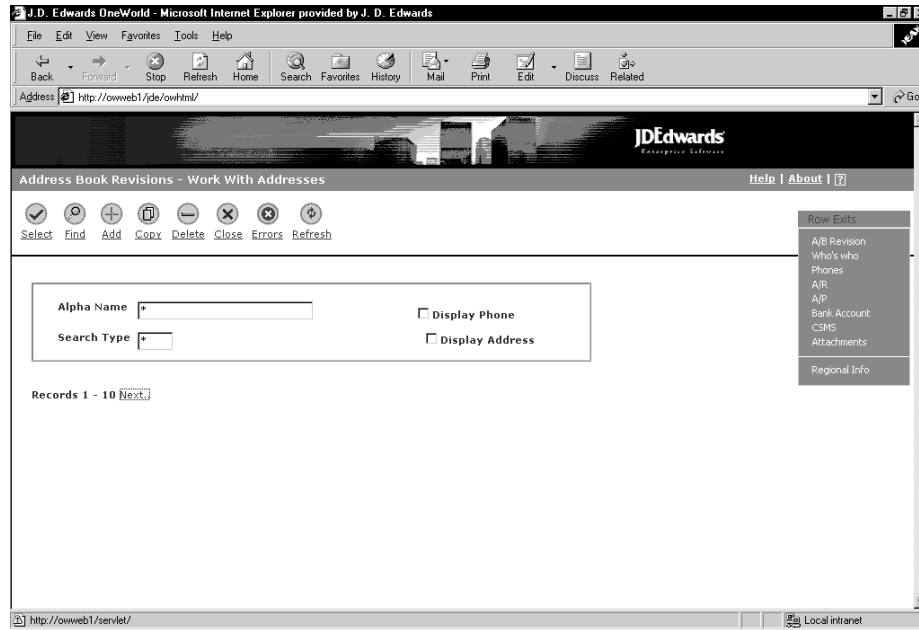 J.D. Edwards OneWorld - Microsoft Internet Explorer provided by J. D. Edwards
File Edit View Favorites Tools Help
Back Forward Stop Refresh Home Search Favorites History Mail Print Edit Discuss Related
Address http://owweb1/jde/owhtml/ Go
JDEdwards
Enterprise Software
Address Book Revisions - Work With Addresses Help | About | ?
Select Find Add Copy Delete Close Errors Refresh
Row Exits
A/B Revision
Who's who
Phones
A/R
A/P
Bank Account
CSMS
Attachments
Regional Info
Alpha Name * Display Phone
Search Type * Display Address
Records 1 - 10 Next..
http://owweb1/servlet/ Local intranet